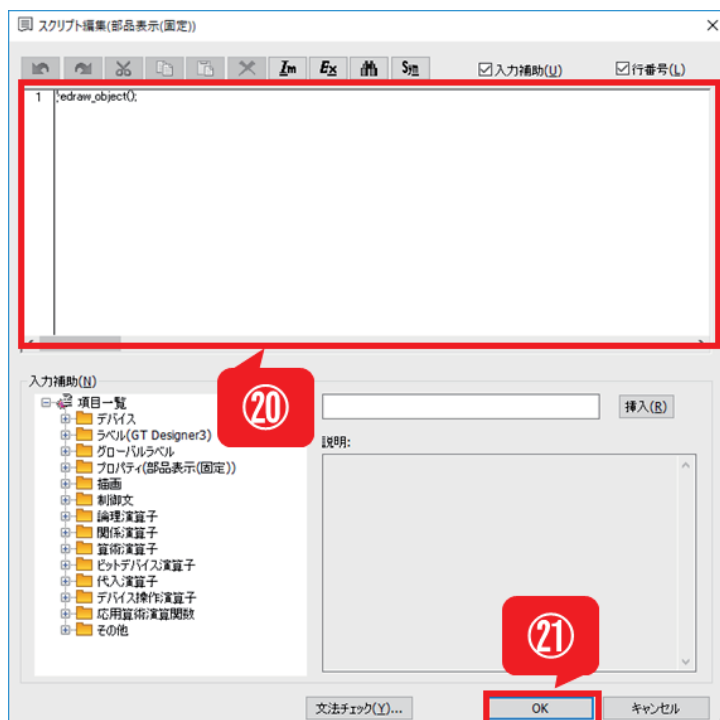 スクリプト編集(部品表示(固定))
Im Ex Sym 入力補助(U) 行番号(L)
1 redraw_object();
入力補助(N)
項目一覧
デバイス
ラベル(GT Designer3)
グローバルラベル
プロパティ(部品表示(固定))
描画
制御文
論理演算子
関係演算子
算術演算子
ビットデバイス演算子
代入演算子
デバイス操作演算子
応用算術演算関数
その他
⑳
挿入(R)
説明:
㉑
文法チェック(Y)... OK キャンセル